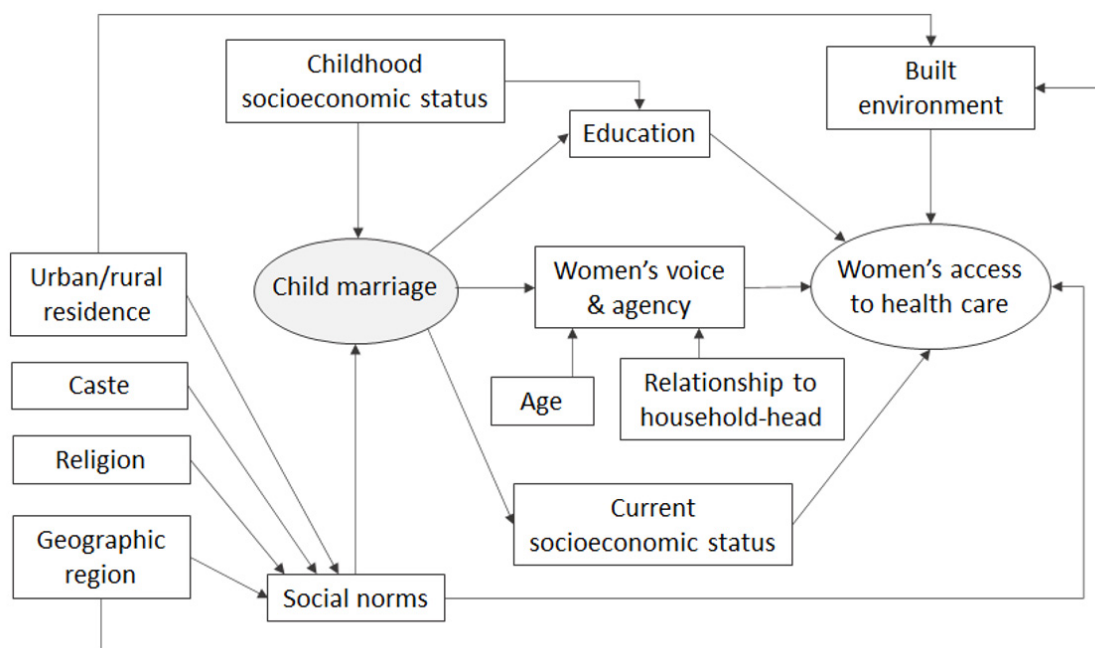 Childhood
socioeconomic status
Built
environment
Education
Urban/rural
residence
Child marriage
Women's voice
& agency
Women's access
to health care
Caste
Age
Relationship to
household-head
Religion
Geographic
region
Current
socioeconomic status
Social norms